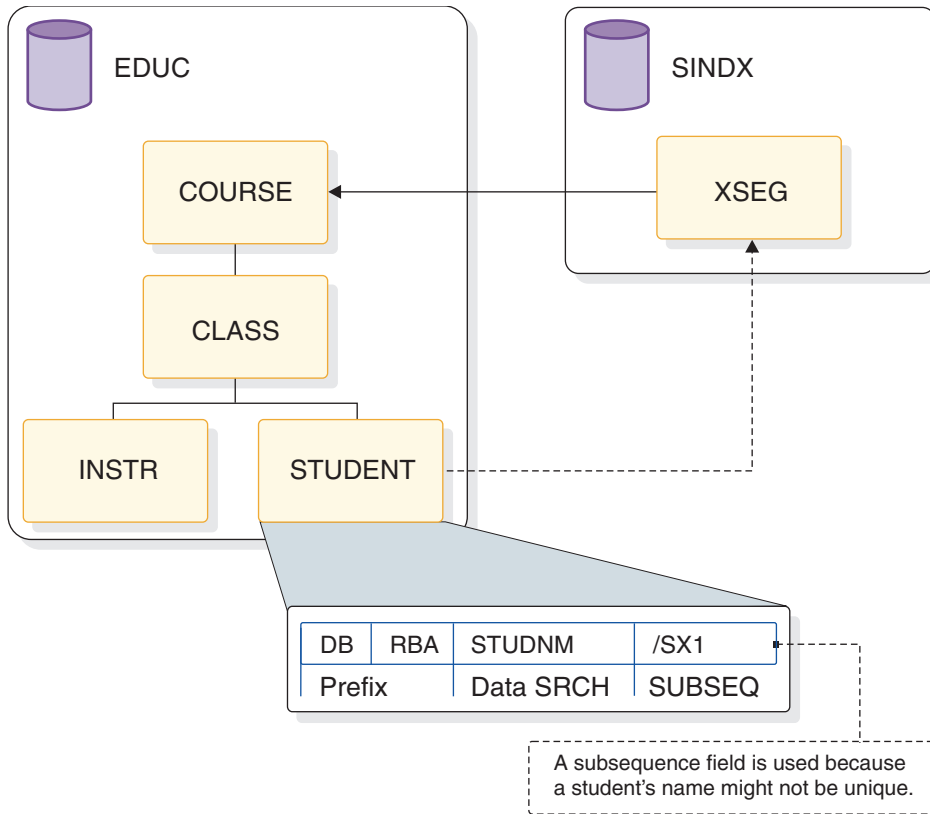 EDUC
SINDX
COURSE
XSEG
CLASS
INSTR
STUDENT
DB RBA STUDNM /SX1
Prefix Data SRCH SUBSEQ
A subsequence field is used because
a student's name might not be unique.